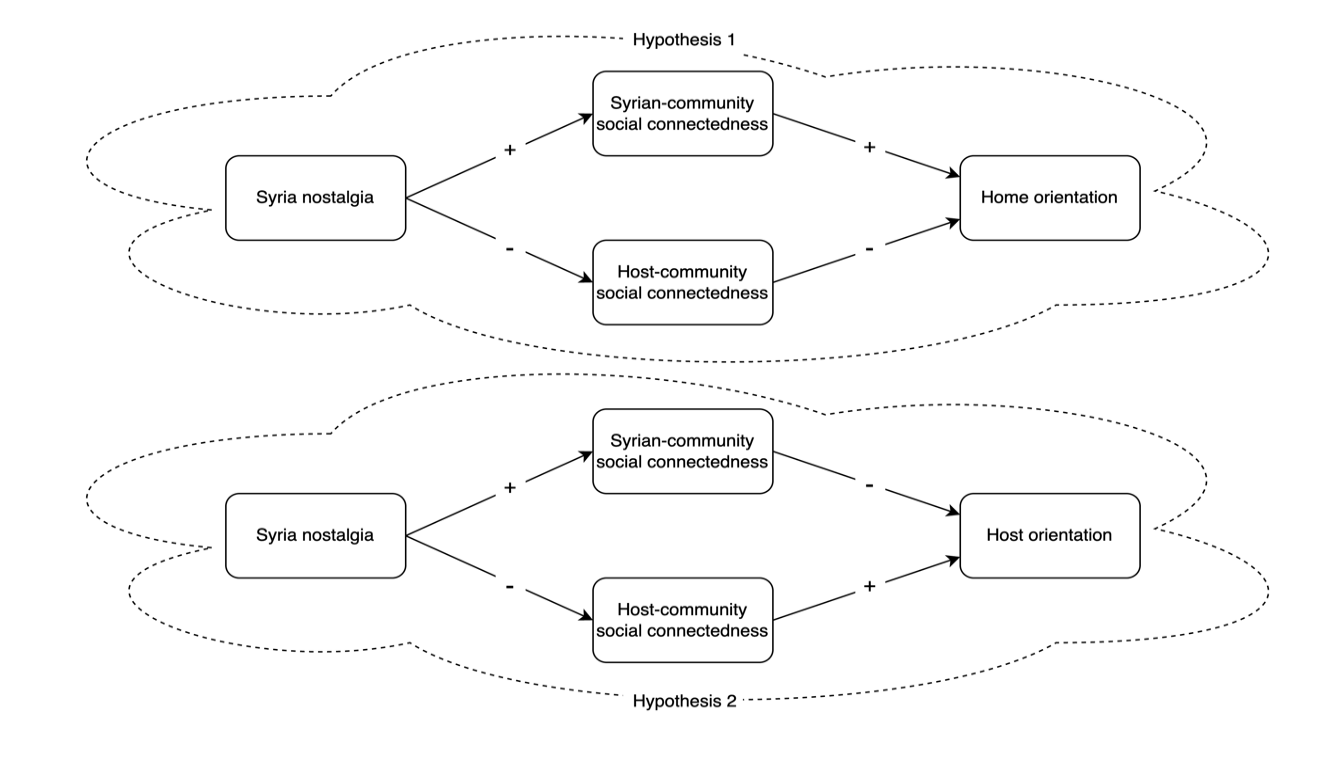 Hypothesis 1
Syrian-community
social connectedness
+
+
Syria nostalgia
Home orientation
-
-
Host-community
social connectedness
Syrian-community
social connectedness
+
-
Syria nostalgia
Host orientation
-
+
Host-community
social connectedness
Hypothesis 2